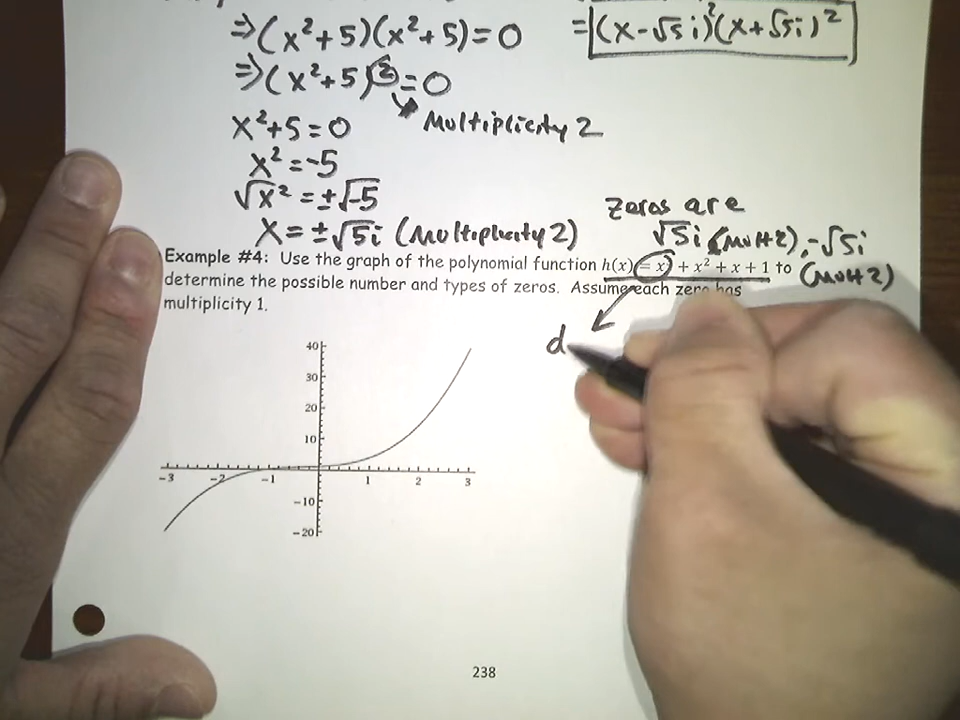 ⇒(x²+5)(x²+5)=0 =(x-√5i)²(x+√5i)²
⇒(x²+5)²=0
Multiplicity 2
x²+5=0
x²=-5
√x²=±√-5
zeros are
x=±√5i (Multiplicity 2) √5i (mult 2), -√5i
(mult 2)
Example #4: Use the graph of the polynomial function h(x) = x³ + x² + x + 1 to
determine the possible number and types of zeros. Assume each zero has
multiplicity 1.
d
40
30
20
10
-3 -2 -1 1 2 3
-10
-20
238